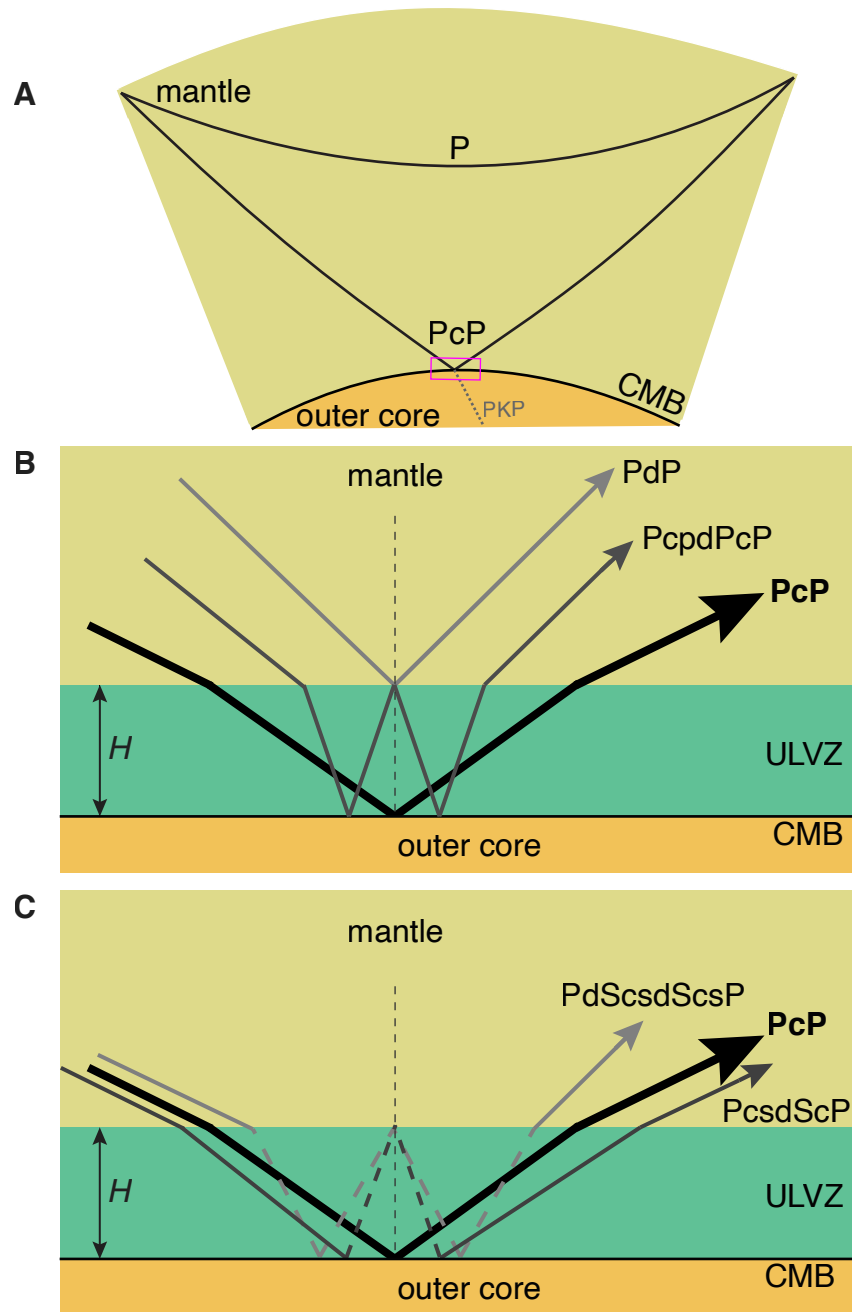 A
mantle
P
PcP
CMB
outer core
PKP
B
mantle
PdP
PcpdPcP
PcP
H
ULVZ
CMB
outer core
C
mantle
PdScsdScsP
PcP
PcsdScP
H
ULVZ
CMB
outer core